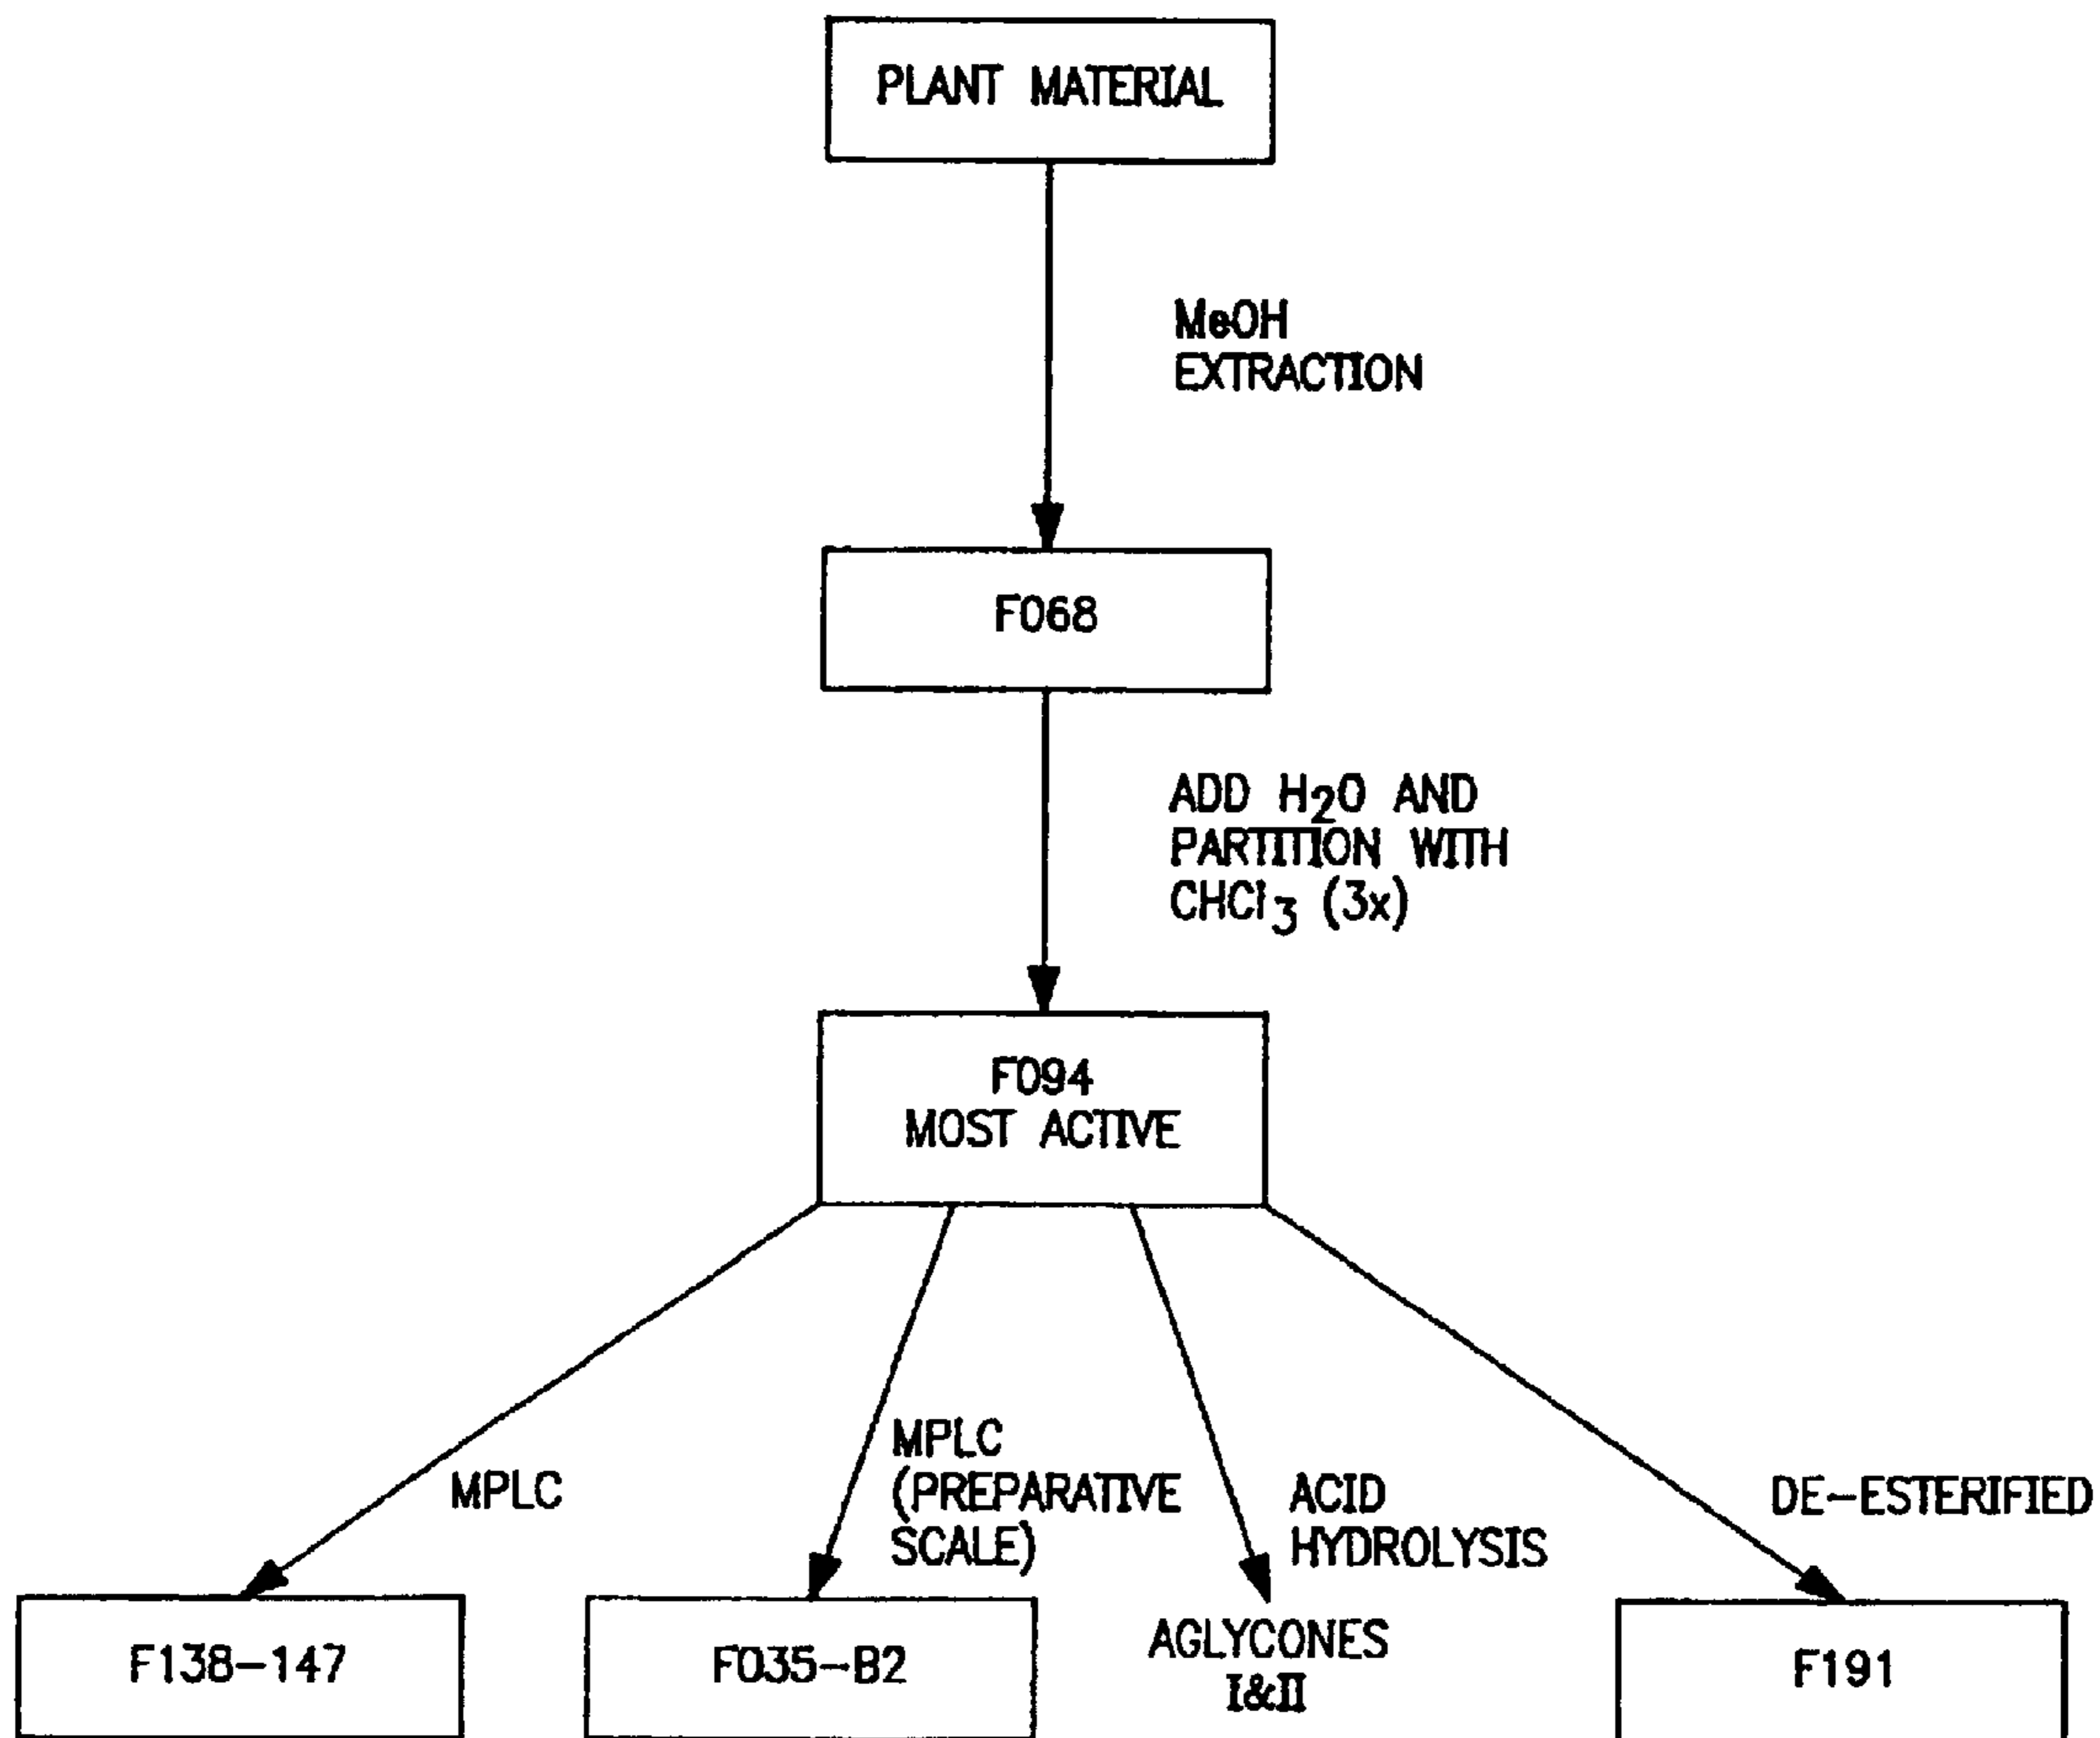 PLANT MATERIAL
MeOH
EXTRACTION
F068
ADD H2O AND
PARTITION WITH
CHCl3 (3x)
F094
MOST ACTIVE
MPLC
MPLC
(PREPARATIVE
SCALE)
ACID
HYDROLYSIS
DE-ESTERIFIED
F138-147
F035-B2
AGLYCONES
I&II
F191